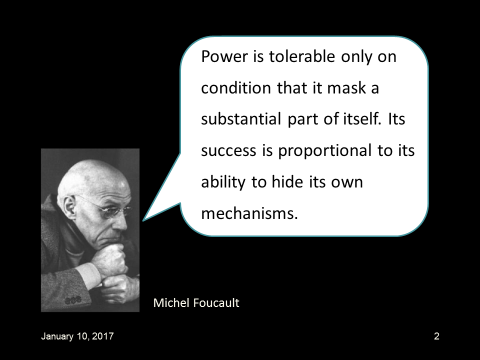 Power is tolerable only on
condition that it mask a
substantial part of itself. Its
success is proportional to its
ability to hide its own
mechanisms.
Michel Foucault
January 10, 2017
2